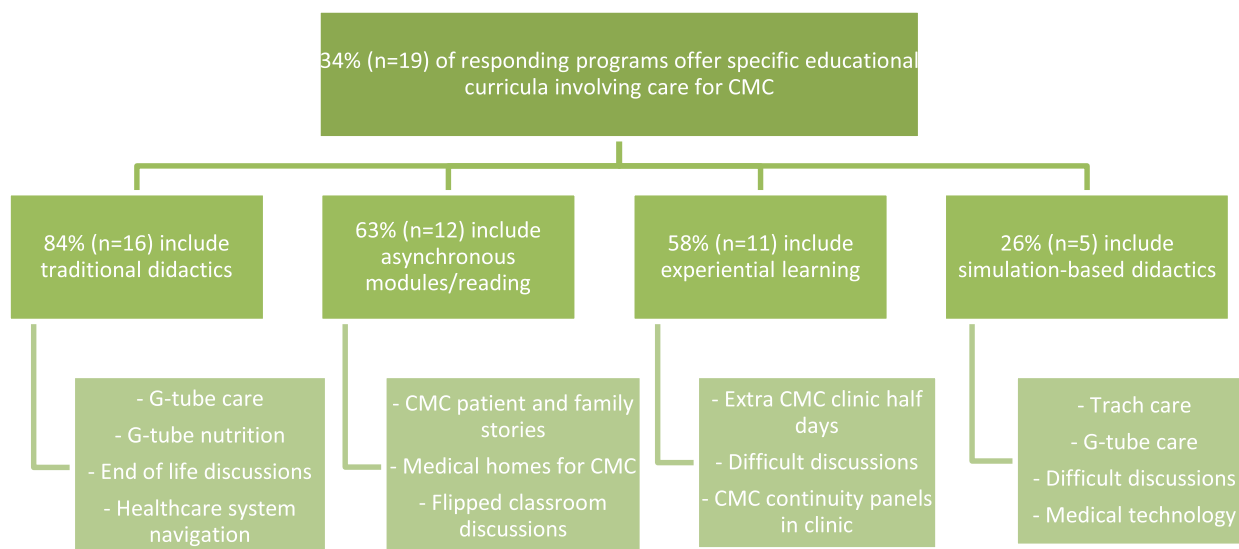 34% (n=19) of responding programs offer specific educational
curricula involving care for CMC
84% (n=16) include
traditional didactics
63% (n=12) include
asynchronous
modules/reading
58% (n=11) include
experiential learning
26% (n=5) include
simulation-based didactics
- G-tube care
- G-tube nutrition
- End of life discussions
- Healthcare system
navigation
- CMC patient and family
stories
- Medical homes for CMC
- Flipped classroom
discussions
- Extra CMC clinic half
days
- Difficult discussions
- CMC continuity panels
in clinic
- Trach care
- G-tube care
- Difficult discussions
- Medical technology